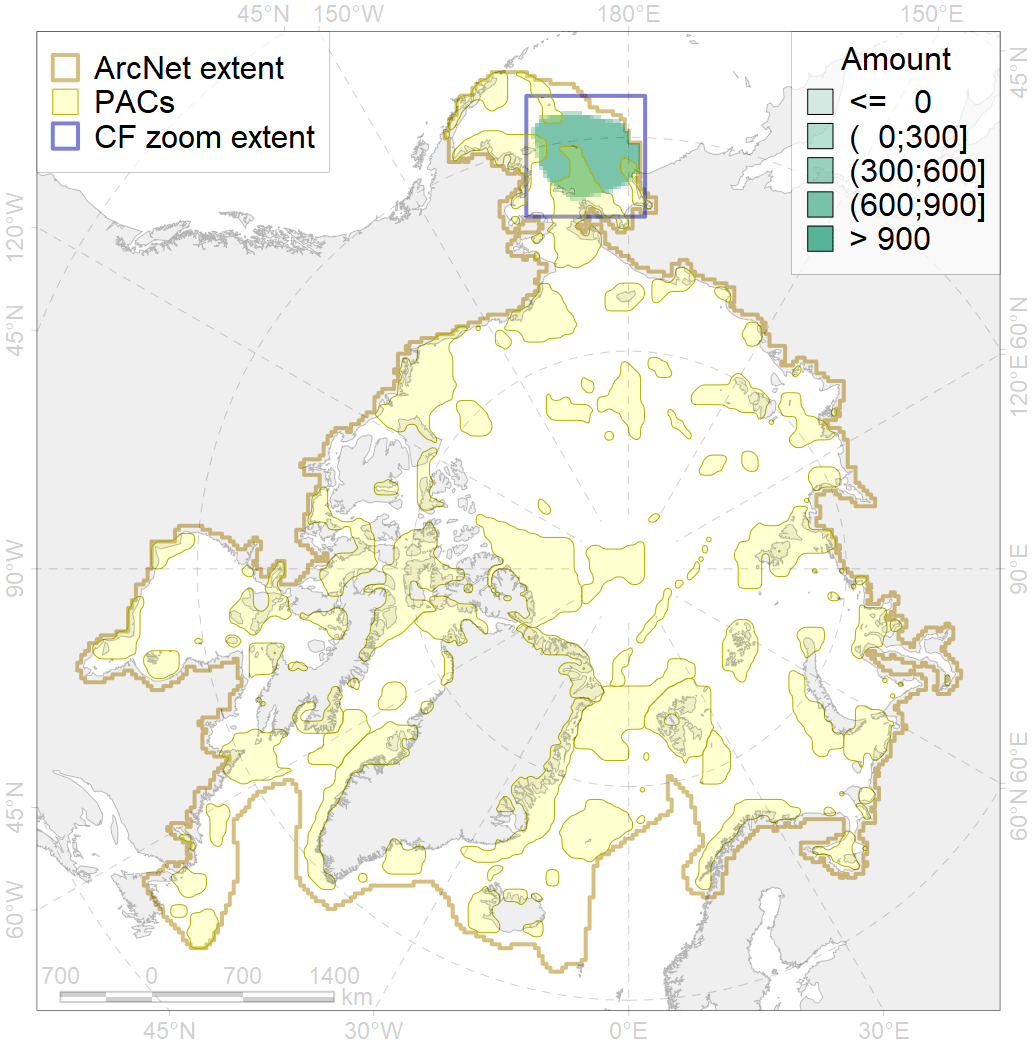 45°N 150°W 180°E 150°E
ArcNet extent
PACs
CF zoom extent
Amount
<= 0
( 0;300]
(300;600]
(600;900]
> 900
45°N
120°W
60°N
45°N
120°E
90°W
90°E
45°N
60°E
60°N
60°W
700 0 700 1400
km
45°N 30°W 0°E 30°E